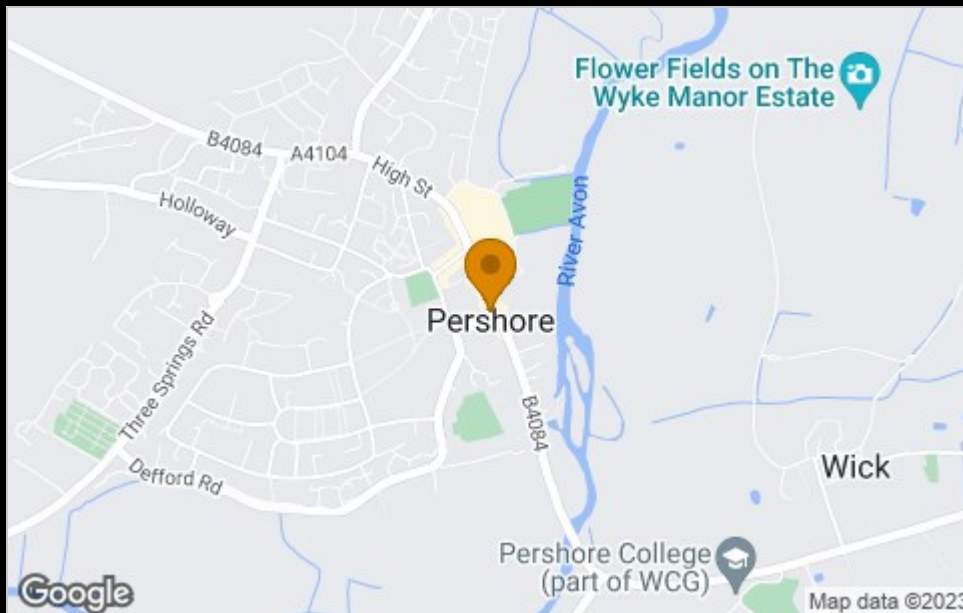 Flower Fields on The
Wyke Manor Estate
B4084
A4104
High St
Holloway
River Avon
Pershore
Three Springs Rd
B4084
Wick
Defford Rd
Pershore College
(part of WCG)
Google
Map data ©2023